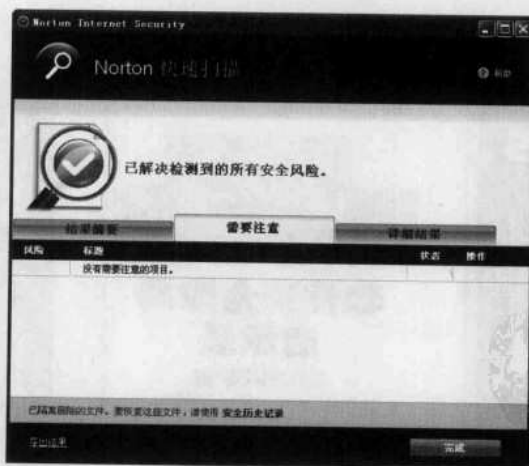 Norton Internet Security
Norton 快速扫描
帮助
已解决检测到的所有安全风险。
结果摘要
需要注意
详细结果
风险 标题 状态 操作
没有需要注意的项目。
已隔离删除的文件。要恢复这些文件，请使用 安全历史记录
导出结果
完成